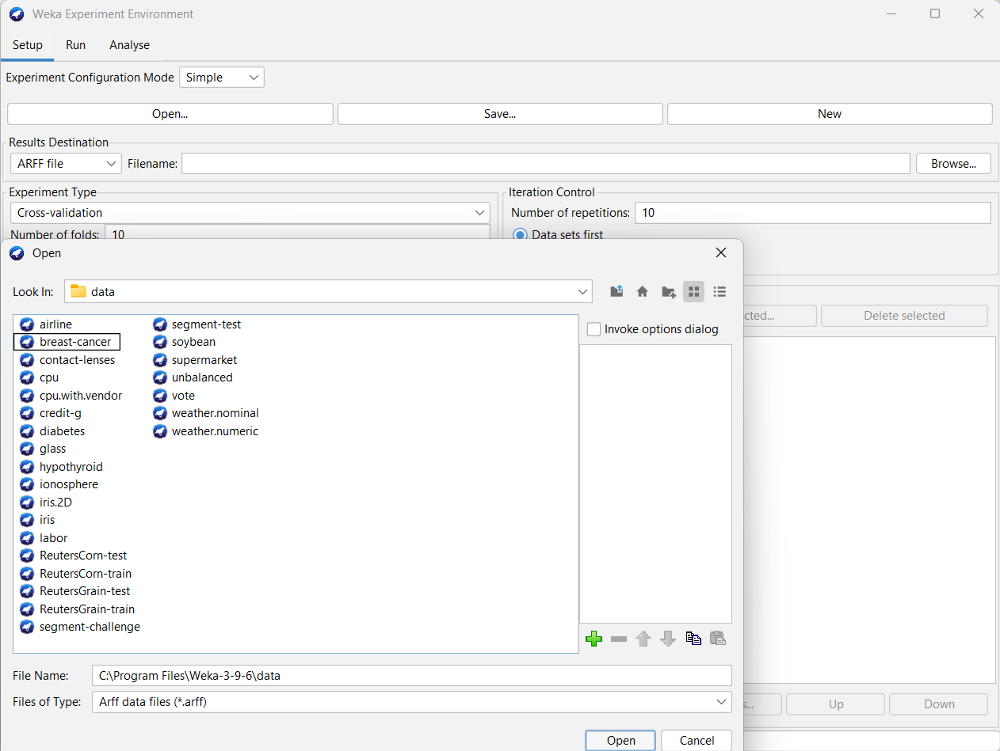 Weka Experiment Environment
Setup Run Analyse
Experiment Configuration Mode Simple
Open... Save... New
Results Destination
ARFF file Filename: Browse...
Experiment Type Iteration Control
Cross-validation Number of repetitions: 10
Number of folds: 10 Data sets first
Open
Look In: data
cted... Delete selected
airline segment-test Invoke options dialog
breast-cancer soybean
contact-lenses supermarket
cpu unbalanced
cpu.with.vendor vote
credit-g weather.nominal
diabetes weather.numeric
glass
hypothyroid
ionosphere
iris.2D
iris
labor
ReutersCorn-test
ReutersCorn-train
ReutersGrain-test
ReutersGrain-train
segment-challenge
File Name: C:\Program Files\Weka-3-9-6\data
Files of Type: Arff data files (*.arff)
s... Up Down
Open Cancel